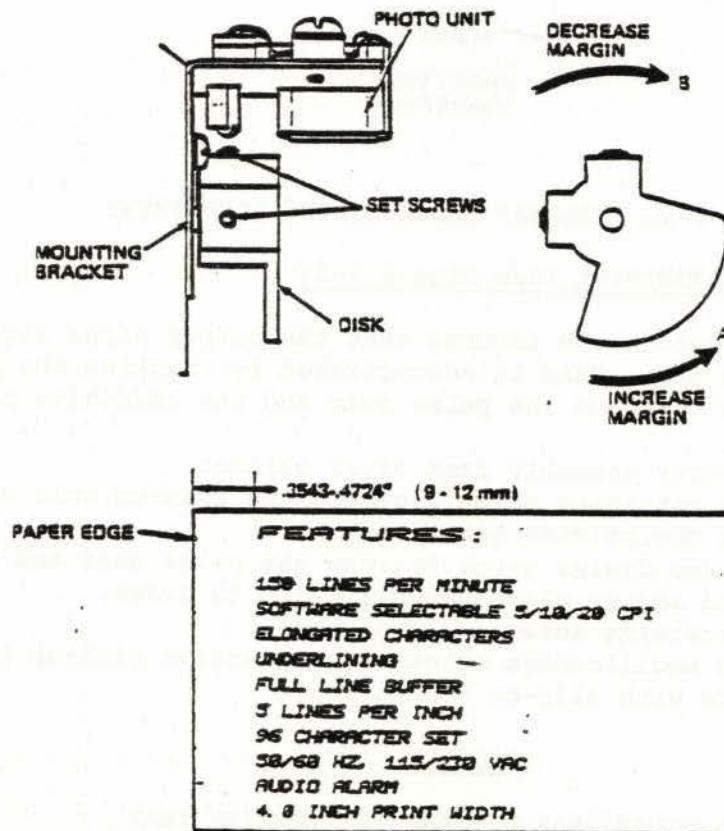 PHOTO UNIT
DECREASE
MARGIN
B
SET SCREWS
MOUNTING
BRACKET
DISK
A
INCREASE
MARGIN
.3543-.4724" (9-12 mm)
PAPER EDGE
FEATURES:
150 LINES PER MINUTE
SOFTWARE SELECTABLE 5/10/20 CPI
ELONGATED CHARACTERS
UNDERLINING
FULL LINE BUFFER
5 LINES PER INCH
96 CHARACTER SET
50/60 HZ, 115/230 VAC
AUDIO ALARM
4.0 INCH PRINT WIDTH